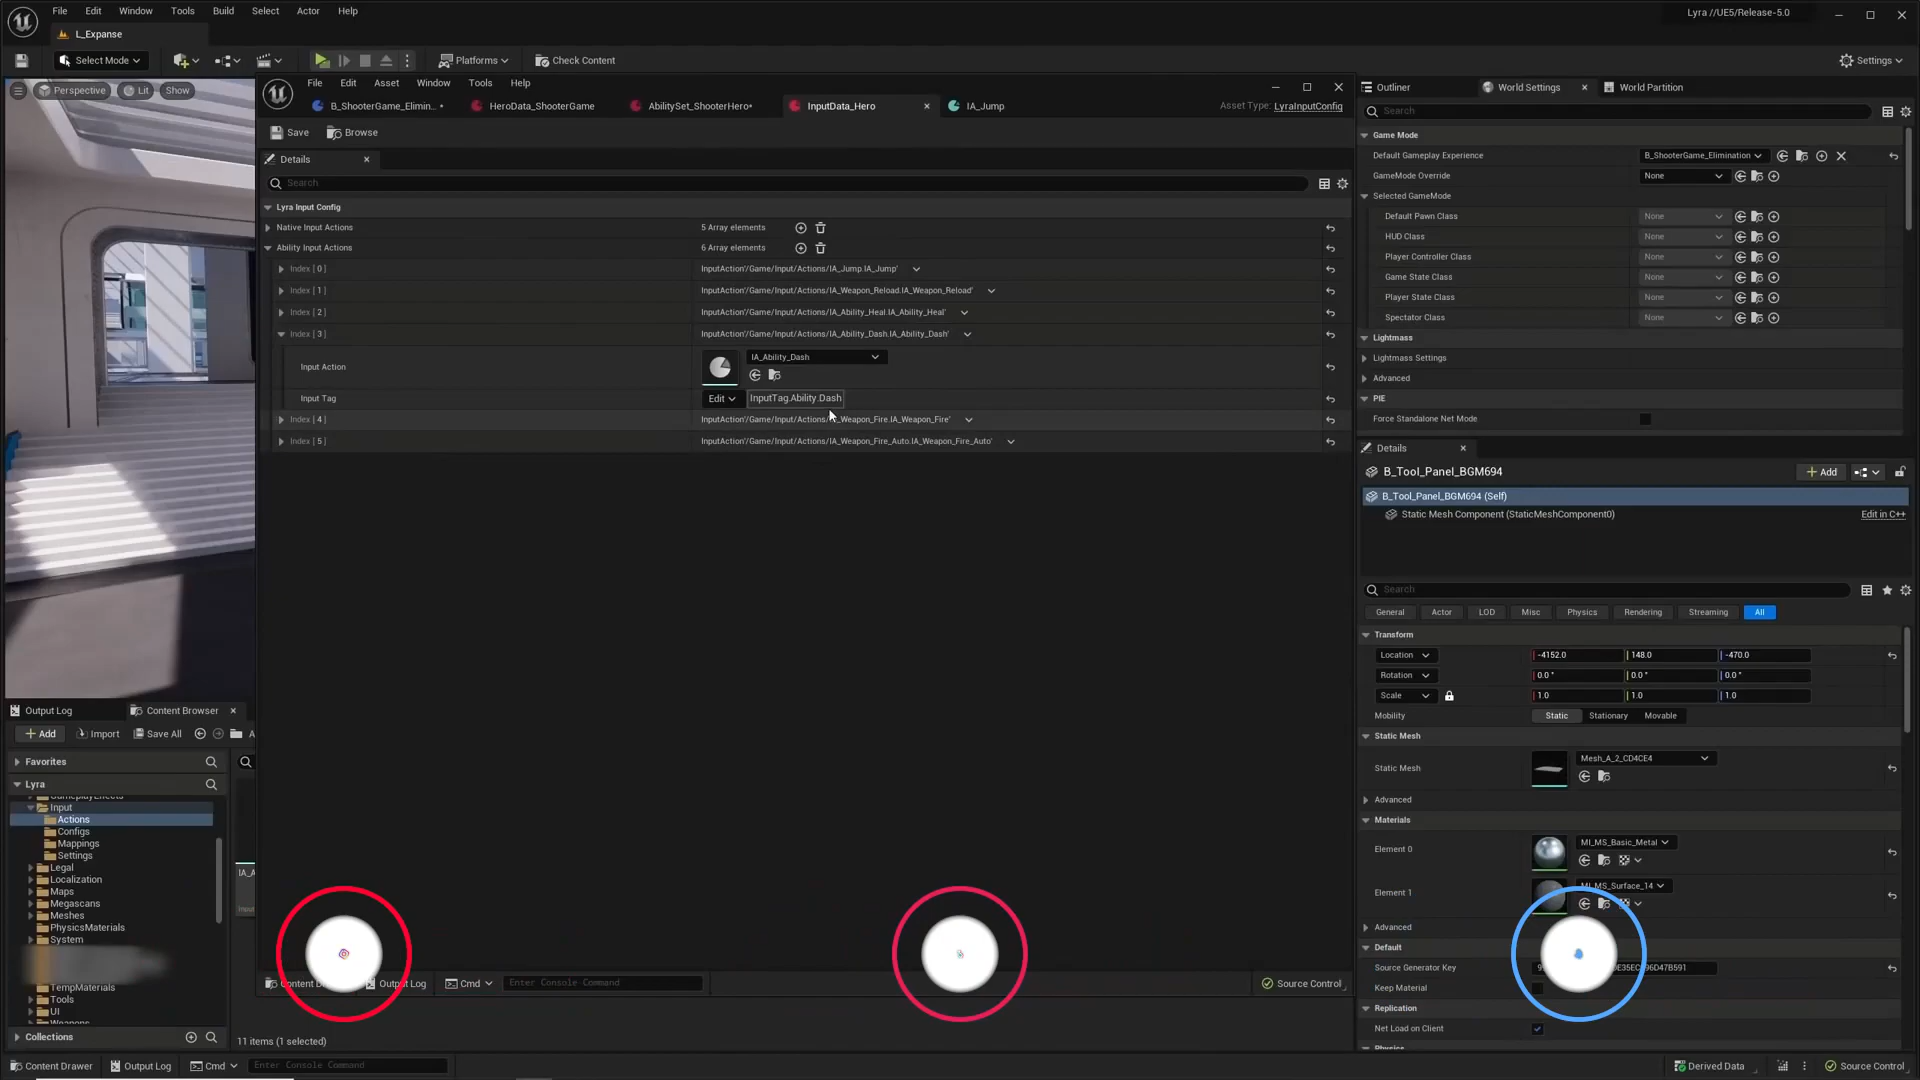 File Edit Window Tools Build Select Actor Help
Lyra //UE5/Release-5.0
L_Expanse
Select Mode
Platforms
Check Content
Settings
Perspective
Lit
Show
File Edit Asset Window Tools Help
B_ShooterGame_Elimin..
HeroData_ShooterGame
AbilitySet_ShooterHero•
InputData_Hero
IA_Jump
Asset Type: LyraInputConfig
Save
Browse
Details
Search
Lyra Input Config
Native Input Actions 5 Array elements
Ability Input Actions 6 Array elements
Index [ 0 ] InputAction'/Game/Input/Actions/IA_Jump.IA_Jump'
Index [ 1 ] InputAction'/Game/Input/Actions/IA_Weapon_Reload.IA_Weapon_Reload'
Index [ 2 ] InputAction'/Game/Input/Actions/IA_Ability_Heal.IA_Ability_Heal'
Index [ 3 ] InputAction'/Game/Input/Actions/IA_Ability_Dash.IA_Ability_Dash'
Input Action IA_Ability_Dash
Input Tag Edit InputTag.Ability.Dash
Index [ 4 ] InputAction'/Game/Input/Actions/ _Weapon_Fire.IA_Weapon_Fire'
Index [ 5 ] InputAction'/Game/Input/Actions/IA_Weapon_Fire_Auto.IA_Weapon_Fire_Auto'
Output Log
Cmd
Enter Console Command
Source Control
Outliner
World Settings
World Partition
Search
Game Mode
Default Gameplay Experience B_ShooterGame_Elimination
GameMode Override None
Selected GameMode
Default Pawn Class None
HUD Class None
Player Controller Class None
Game State Class None
Player State Class None
Spectator Class None
Lightmass
Lightmass Settings
Advanced
PIE
Force Standalone Net Mode
Details
B_Tool_Panel_BGM694
Add
B_Tool_Panel_BGM694 (Self)
Static Mesh Component (StaticMeshComponent0)
Edit in C++
Search
General Actor LOD Misc Physics Rendering Streaming All
Transform
Location -4152.0 148.0 -470.0
Rotation 0.0 ° 0.0 ° 0.0 °
Scale 1.0 1.0 1.0
Mobility Static Stationary Movable
Static Mesh
Static Mesh Mesh_A_2_CD4CE4
Advanced
Materials
Element 0 MI_MS_Basic_Metal
Element 1 MI_MS_Surface_14
Advanced
Default
Source Generator Key
Keep Material
Replication
Net Load on Client
Physics
Output Log
Content Browser
Add
Import
Save All
Favorites
Lyra
Input
Actions
Configs
Mappings
Settings
Legal
Localization
Maps
Megascans
Meshes
PhysicsMaterials
System
TempMaterials
Tools
UI
Weapons
Collections
11 items (1 selected)
Content Drawer
Output Log
Cmd
Enter Console Command
Derived Data
Source Control